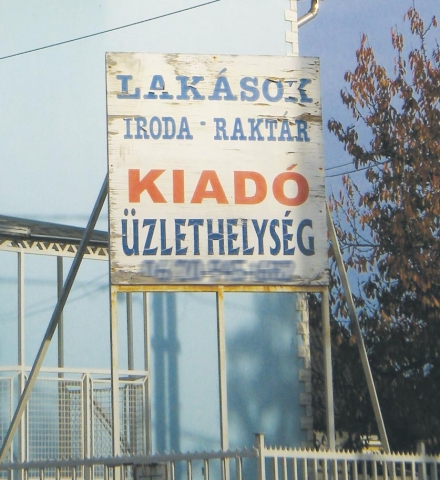 LAKÁSOK
IRODA - RAKTÁR
KIADÓ
ÜZLETHELYSÉG